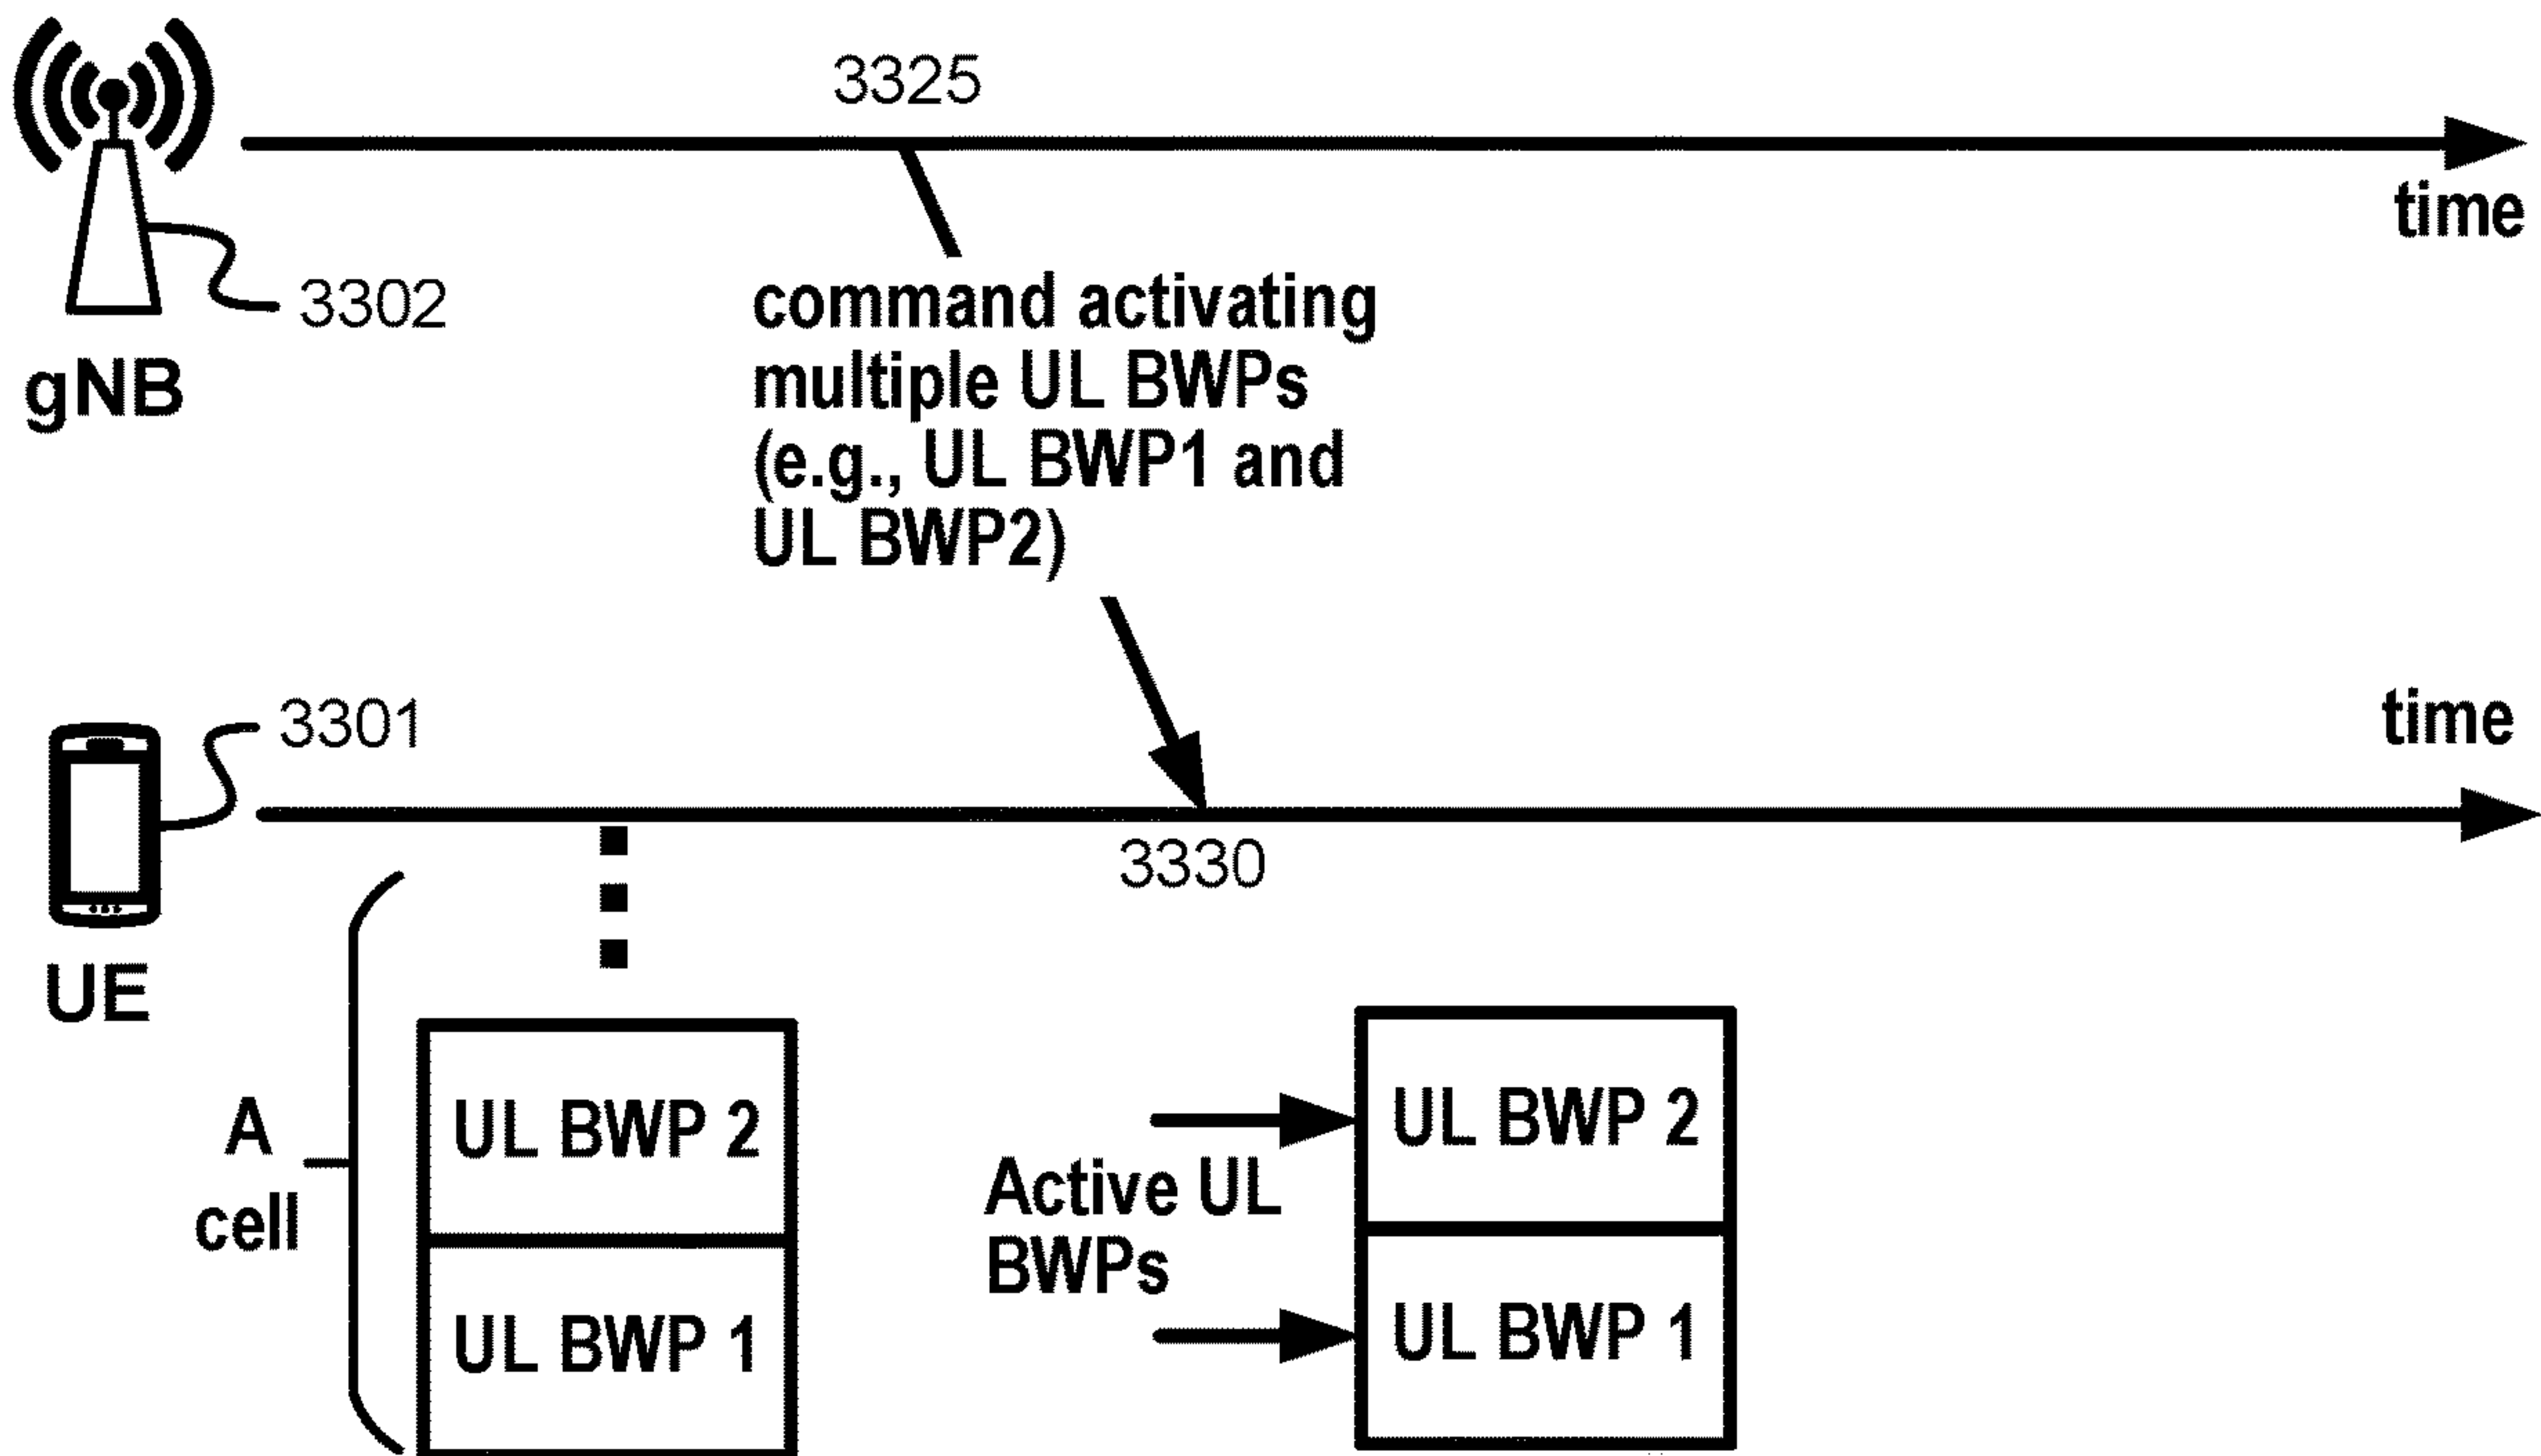 3325
time
3302
gNB
command activating
multiple UL BWPs
(e.g., UL BWP1 and
UL BWP2)
3301
time
3330
UE
A
cell
UL BWP 2
UL BWP 1
Active UL
BWPs
UL BWP 2
UL BWP 1